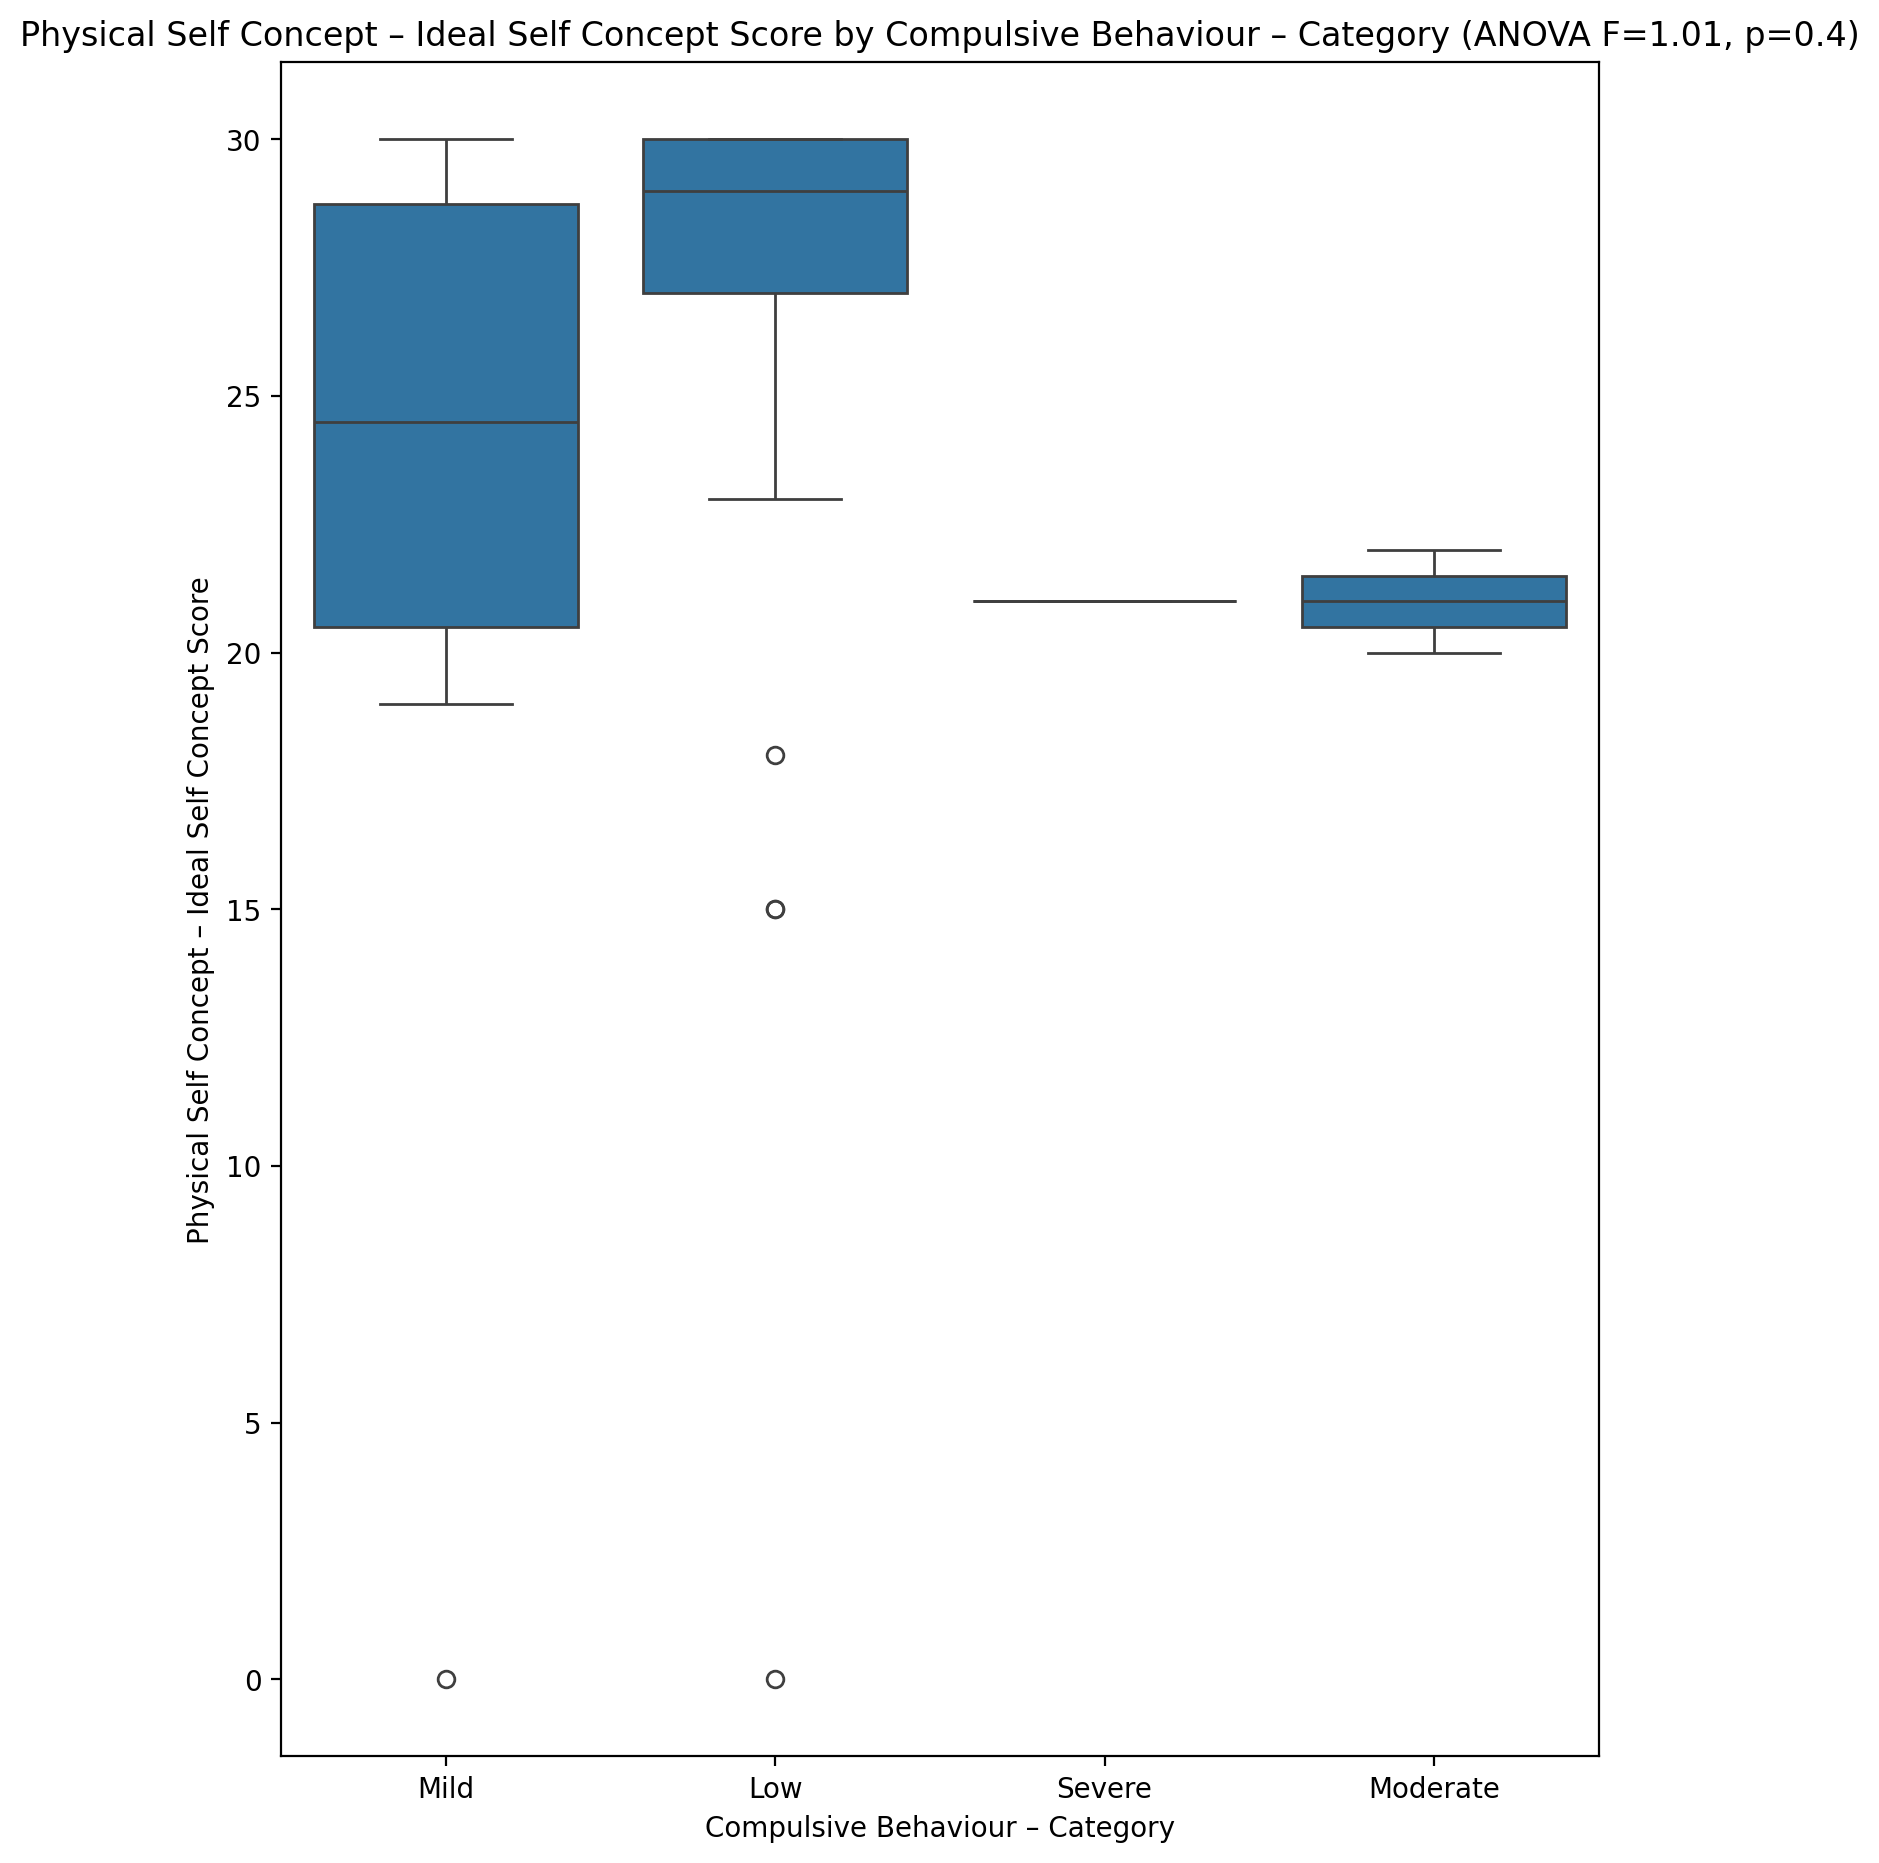 Physical Self Concept – Ideal Self Concept Score by Compulsive Behaviour – Category (ANOVA F=1.01, p=0.4)
Physical Self Concept – Ideal Self Concept Score
30
25
20
15
10
5
0
Mild Low Severe Moderate
Compulsive Behaviour – Category